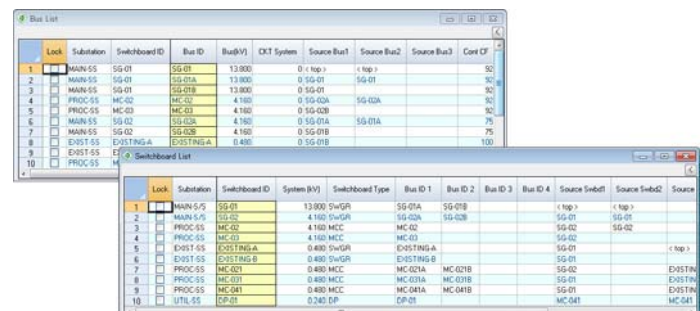 Bus List
Lock Substation Switchboard ID Bus ID Bus(kV) CKT System Source Bus1 Source Bus2 Source Bus3 Cont CF
1 MAIN-SS SG-01 SG-01 13.800 0 < top > < top > 92
2 MAIN-SS SG-01 SG-01A 13.800 0 SG-01 SG-01 92
3 MAIN-SS SG-01 SG-01B 13.800 0 SG-01 92
4 PROC-SS MC-02 MC-02 4.160 0 SG-02A SG-02A 92
5 PROC-SS MC-03 MC-03 4.160 0 SG-02B 92
6 MAIN-SS SG-02 SG-02A 4.160 0 SG-01A SG-01A 75
7 MAIN-SS SG-02 SG-02B 4.160 0 SG-01B 75
8 EXIST-SS EXISTING-A EXISTING-A 0.480 0 SG-01B 100
9 EXIST-SS
10 PROC-SS
Switchboard List
Lock Substation Switchboard ID System (kV) Switchboard Type Bus ID 1 Bus ID 2 Bus ID 3 Bus ID 4 Source Swbd1 Source Swbd2 Source
1 MAIN-S/S SG-01 13.800 SWGR SG-01A SG-01B < top > < top >
2 MAIN-S/S SG-02 4.160 SWGR SG-02A SG-02B SG-01 SG-01
3 PROC-SS MC-02 4.160 MCC MC-02 SG-02 SG-02
4 PROC-SS MC-03 4.160 MCC MC-03 SG-02
5 EXIST-SS EXISTING-A 0.480 SWGR EXISTING-A SG-01 < top >
6 EXIST-SS EXISTING-B 0.480 SWGR EXISTING-B SG-01
7 PROC-SS MC-021 0.480 MCC MC-021A MC-021B SG-02 EXISTIN
8 PROC-SS MC-031 0.480 MCC MC-031A MC-031B SG-02 EXISTIN
9 PROC-SS MC-041 0.480 MCC MC-041A MC-041B SG-01 EXISTIN
10 UTIL-SS DP-01 0.240 DP DP-01 MC-041 MC-041